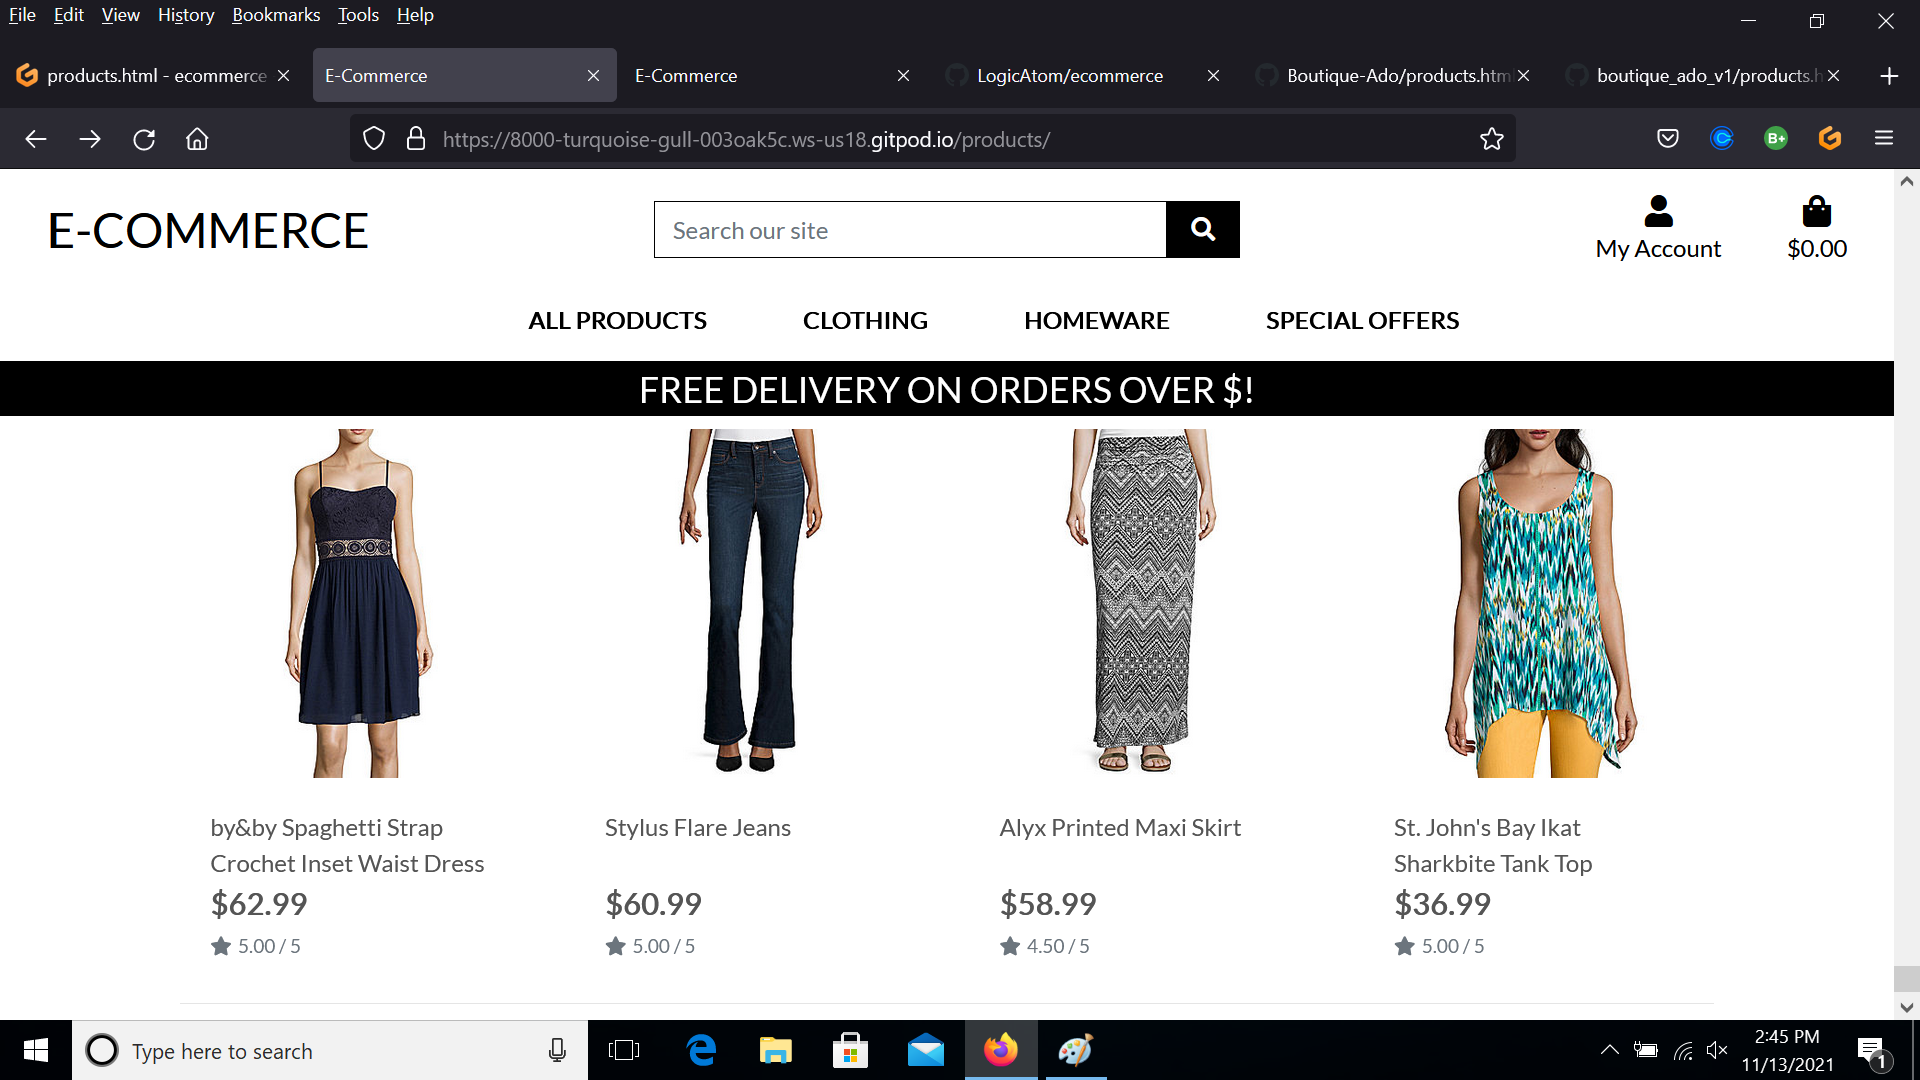 File Edit View History Bookmarks Tools Help
products.html - ecommerce
E-Commerce
E-Commerce
LogicAtom/ecommerce
Boutique-Ado/products.htm
boutique_ado_v1/products.h
https://8000-turquoise-gull-003oak5c.ws-us18.gitpod.io/products/
B+
E-COMMERCE
Search our site
My Account
$0.00
ALL PRODUCTS
CLOTHING
HOMEWARE
SPECIAL OFFERS
FREE DELIVERY ON ORDERS OVER $!
by&by Spaghetti Strap
Crochet Inset Waist Dress
$62.99
5.00 / 5
Stylus Flare Jeans
$60.99
5.00 / 5
Alyx Printed Maxi Skirt
$58.99
4.50 / 5
St. John's Bay Ikat
Sharkbite Tank Top
$36.99
5.00 / 5
Type here to search
2:45 PM
11/13/2021
1